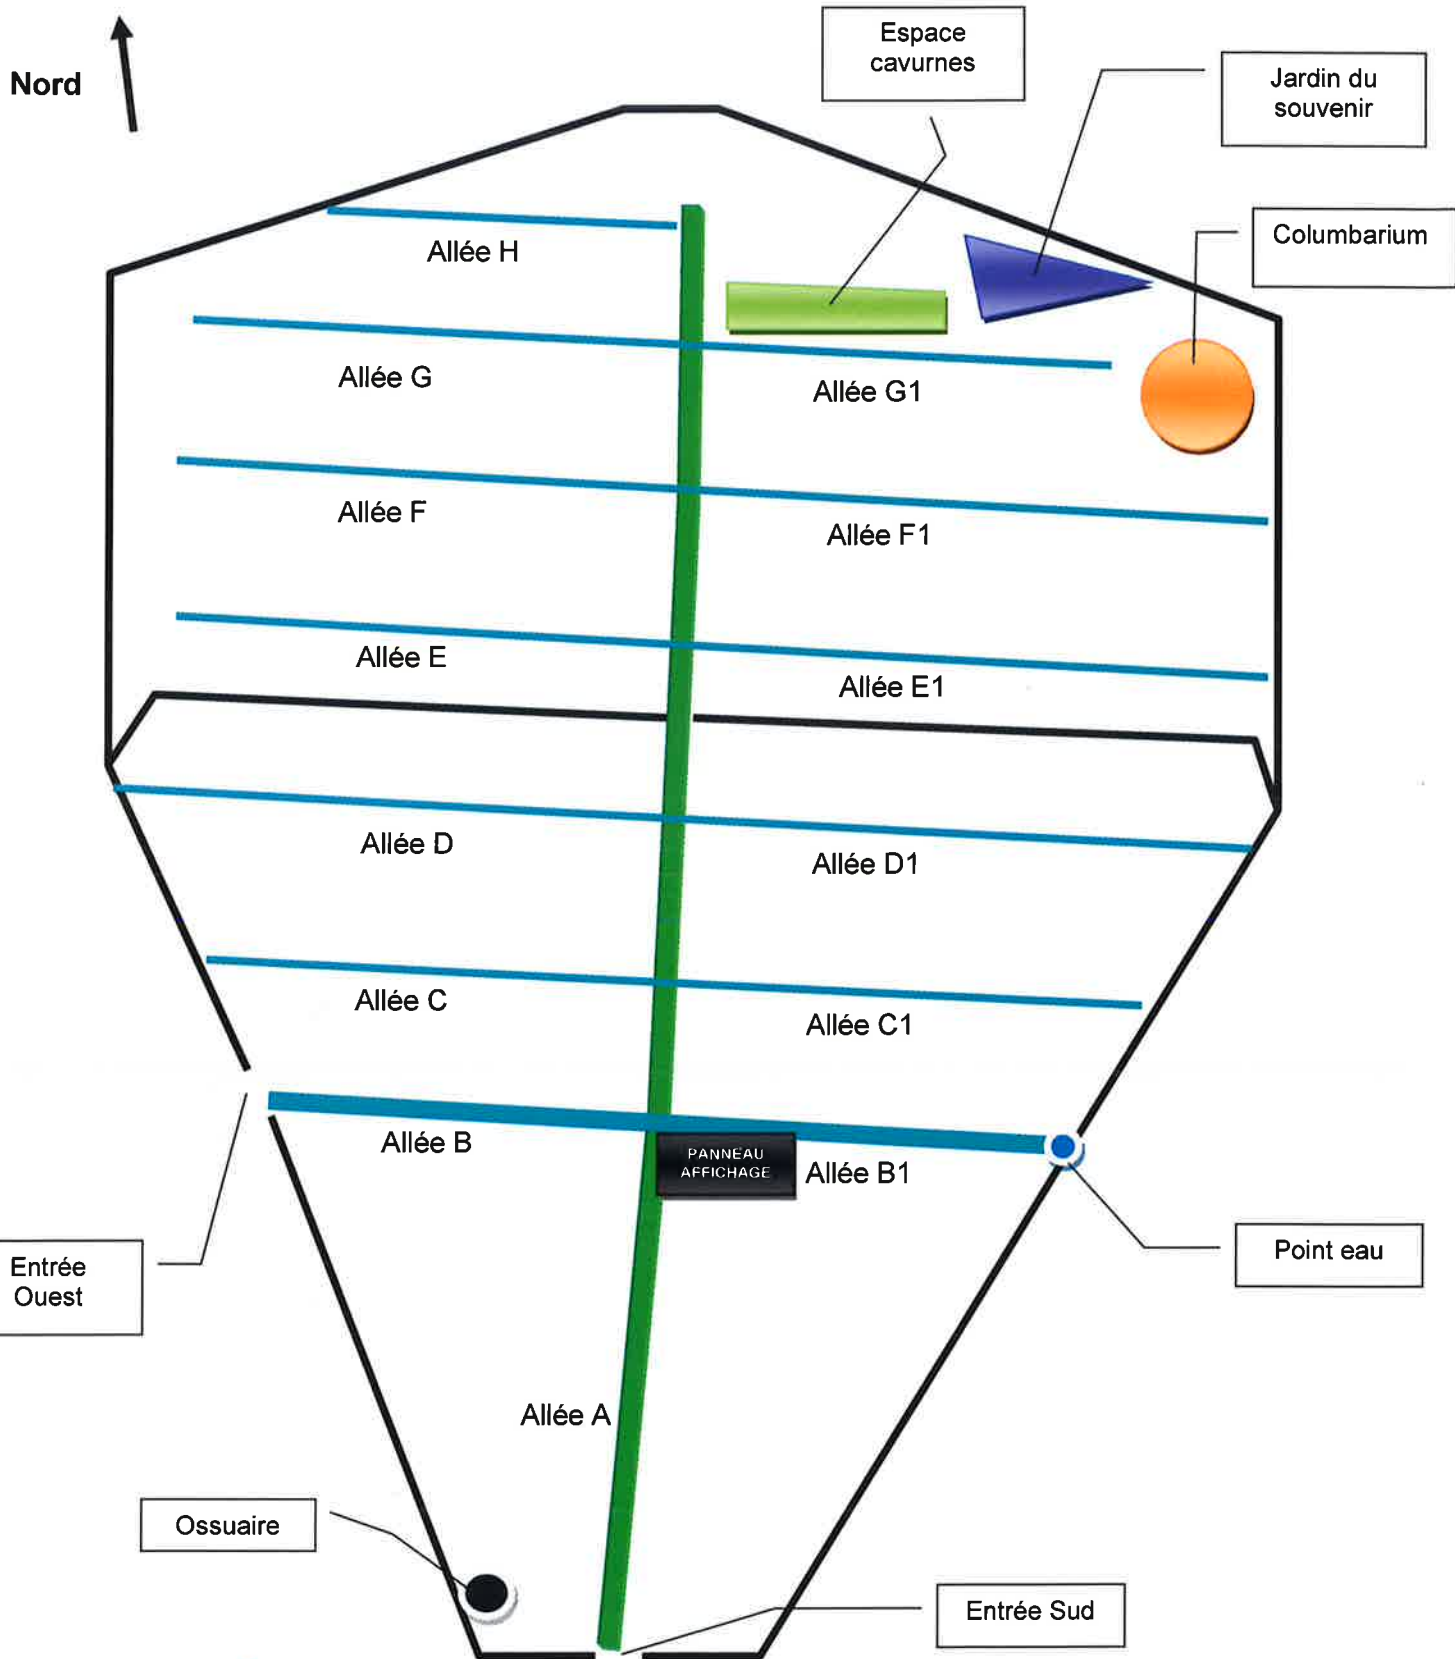 Nord
Espace
cavurnes
Jardin du
souvenir
Columbarium
Allée H
Allée G
Allée G1
Allée F
Allée F1
Allée E
Allée E1
Allée D
Allée D1
Allée C
Allée C1
Allée B
PANNEAU
AFFICHAGE
Allée B1
Entrée
Ouest
Point eau
Allée A
Ossuaire
Entrée Sud